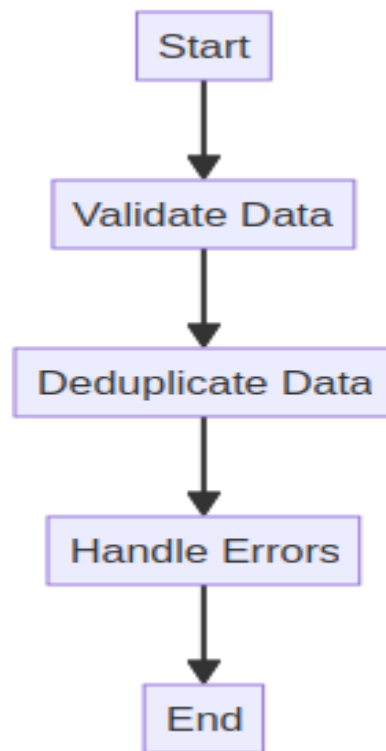 Start
Validate Data
Deduplicate Data
Handle Errors
End